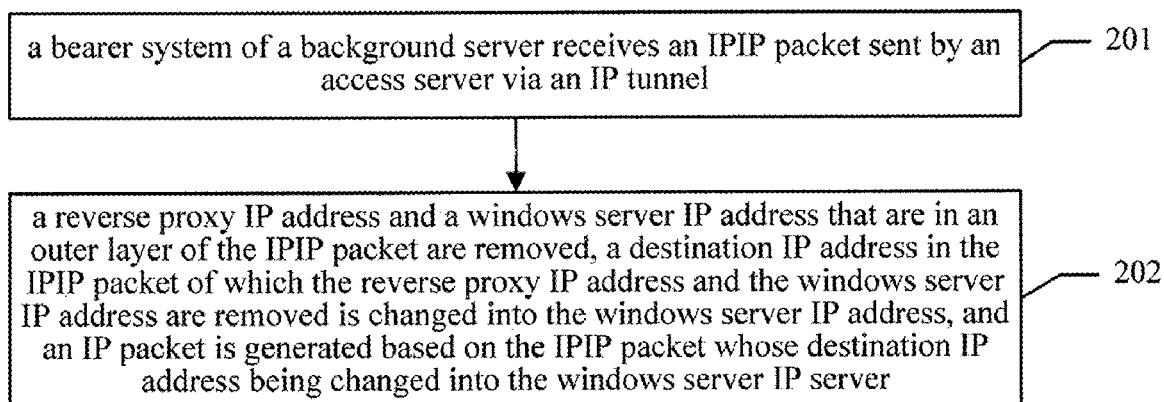 a bearer system of a background server receives an IPIP packet sent by an
access server via an IP tunnel
201
a reverse proxy IP address and a windows server IP address that are in an
outer layer of the IPIP packet are removed, a destination IP address in the
IPIP packet of which the reverse proxy IP address and the windows server
IP address are removed is changed into the windows server IP address, and
an IP packet is generated based on the IPIP packet whose destination IP
address being changed into the windows server IP server
202